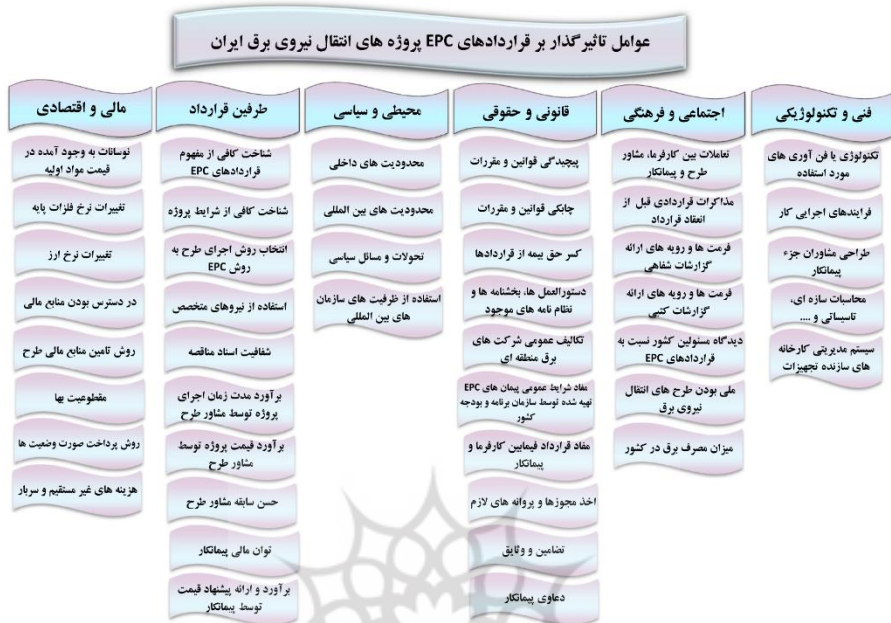 عوامل تاثیرگذار بر قراردادهای EPC پروژه های انتقال نیروی برق ایران
فنی و تکنولوژیکی
تکنولوژی یا فن آوری های
مورد استفاده
فرایندهای اجرایی کار
طراحی مشاوران جزء
پیمانکار
محاسبات سازه ای،
تاسیساتی و ....
سیستم مدیریتی کارخانه
های سازنده تجهیزات
اجتماعی و فرهنگی
تعاملات بین کارفرما، مشاور
طرح و پیمانکار
مذاکرات قراردادی قبل از
انعقاد قرارداد
فرمت ها و رویه های ارائه
گزارشات شفاهی
فرمت ها و رویه های ارائه
گزارشات کتبی
دیدگاه مسئولین کشور نسبت به
قراردادهای EPC
ملی بودن طرح های انتقال
نیروی برق
میزان مصرف برق در کشور
قانونی و حقوقی
پیچیدگی قوانین و مقررات
چابکی قوانین و مقررات
کسر حق بیمه از قراردادها
دستورالعمل ها، بخشنامه ها و
نظام نامه های موجود
تکالیف عمومی شرکت های
برق منطقه ای
مفاد شرایط عمومی پیمان های EPC
تهیه شده توسط سازمان برنامه و بودجه
کشور
مفاد قرارداد فیمابین کارفرما و
پیمانکار
اخذ مجوزها و پروانه های لازم
تضامین و وثایق
دعاوی پیمانکار
محیطی و سیاسی
محدودیت های داخلی
محدودیت های بین المللی
تحولات و مسائل سیاسی
استفاده از ظرفیت های سازمان
های بین المللی
طرفین قرارداد
شناخت کافی از مفهوم
قراردادهای EPC
شناخت کافی از شرایط پروژه
انتخاب روش اجرای طرح به
روش EPC
استفاده از نیروهای متخصص
شفافیت اسناد مناقصه
برآورد مدت زمان اجرای
پروژه توسط مشاور طرح
برآورد قیمت پروژه توسط
مشاور طرح
حسن سابقه مشاور طرح
توان مالی پیمانکار
برآورد و ارائه پیشنهاد قیمت
توسط پیمانکار
مالی و اقتصادی
نوسانات به وجود آمده در
قیمت مواد اولیه
تغییرات نرخ فلزات پایه
تغییرات نرخ ارز
در دسترس بودن منابع مالی
روش تامین منابع مالی طرح
مقطوعیت بها
روش پرداخت صورت وضعیت ها
هزینه های غیر مستقیم و سربار